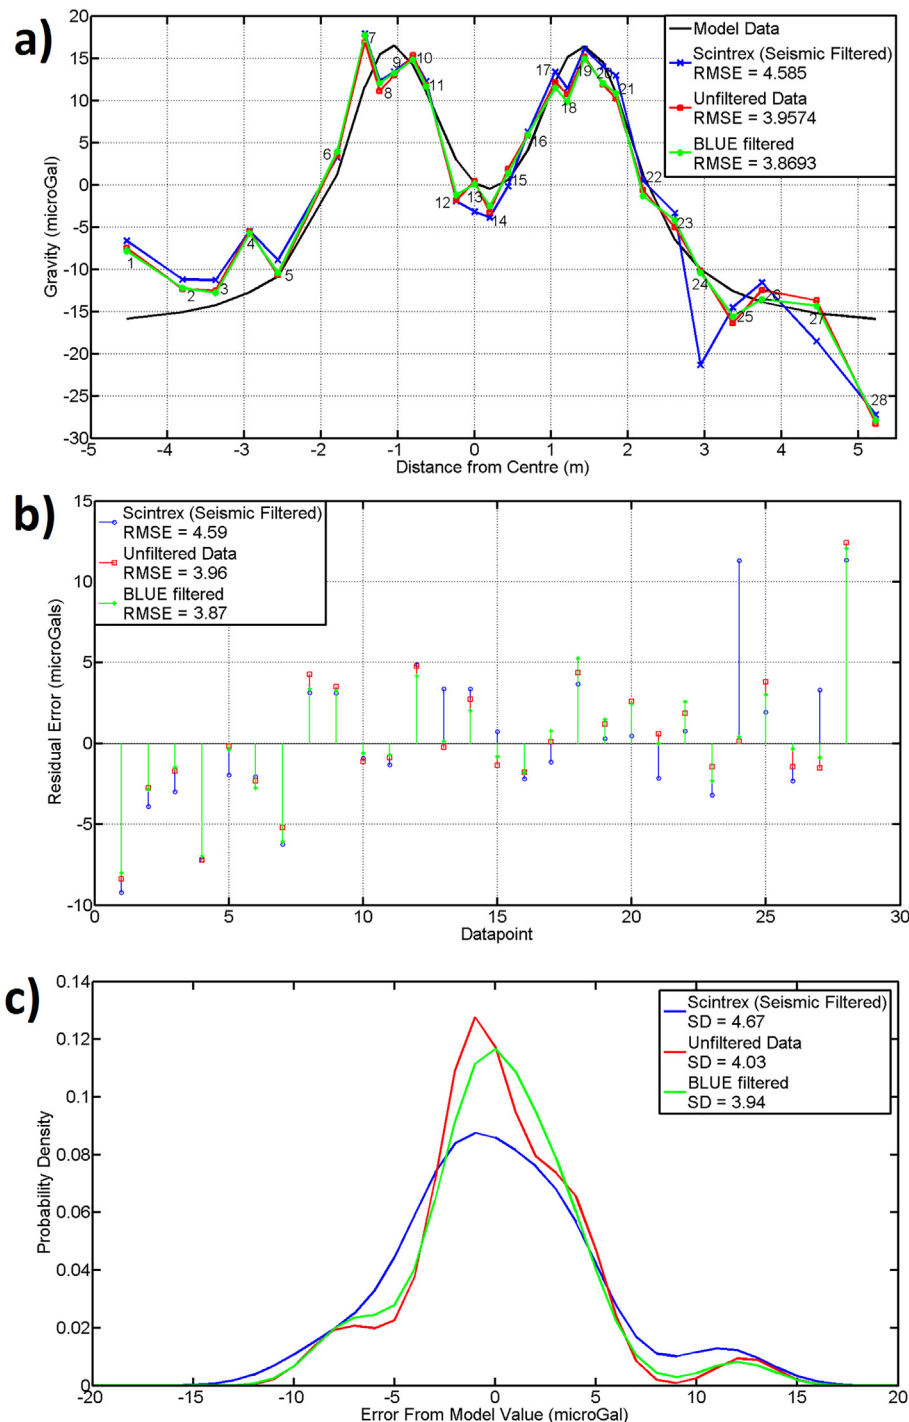 a)
20
15
10
5
0
-5
-10
-15
-20
-25
-30
Gravity (microGal)
-5 -4 -3 -2 -1 0 1 2 3 4 5
Distance from Centre (m)
Model Data
Scintrex (Seismic Filtered)
RMSE = 4.585
Unfiltered Data
RMSE = 3.9574
BLUE filtered
RMSE = 3.8693
1
2
3
4
5
6
7
8
9
10
11
12
13
14
15
16
17
18
19
20
21
22
23
24
25
26
27
28
b)
15
10
5
0
-5
-10
Residual Error (microGals)
0 5 10 15 20 25 30
Datapoint
Scintrex (Seismic Filtered)
RMSE = 4.59
Unfiltered Data
RMSE = 3.96
BLUE filtered
RMSE = 3.87
c)
0.14
0.12
0.1
0.08
0.06
0.04
0.02
0
Probability Density
-20 -15 -10 -5 0 5 10 15 20
Error From Model Value (microGal)
Scintrex (Seismic Filtered)
SD = 4.67
Unfiltered Data
SD = 4.03
BLUE filtered
SD = 3.94